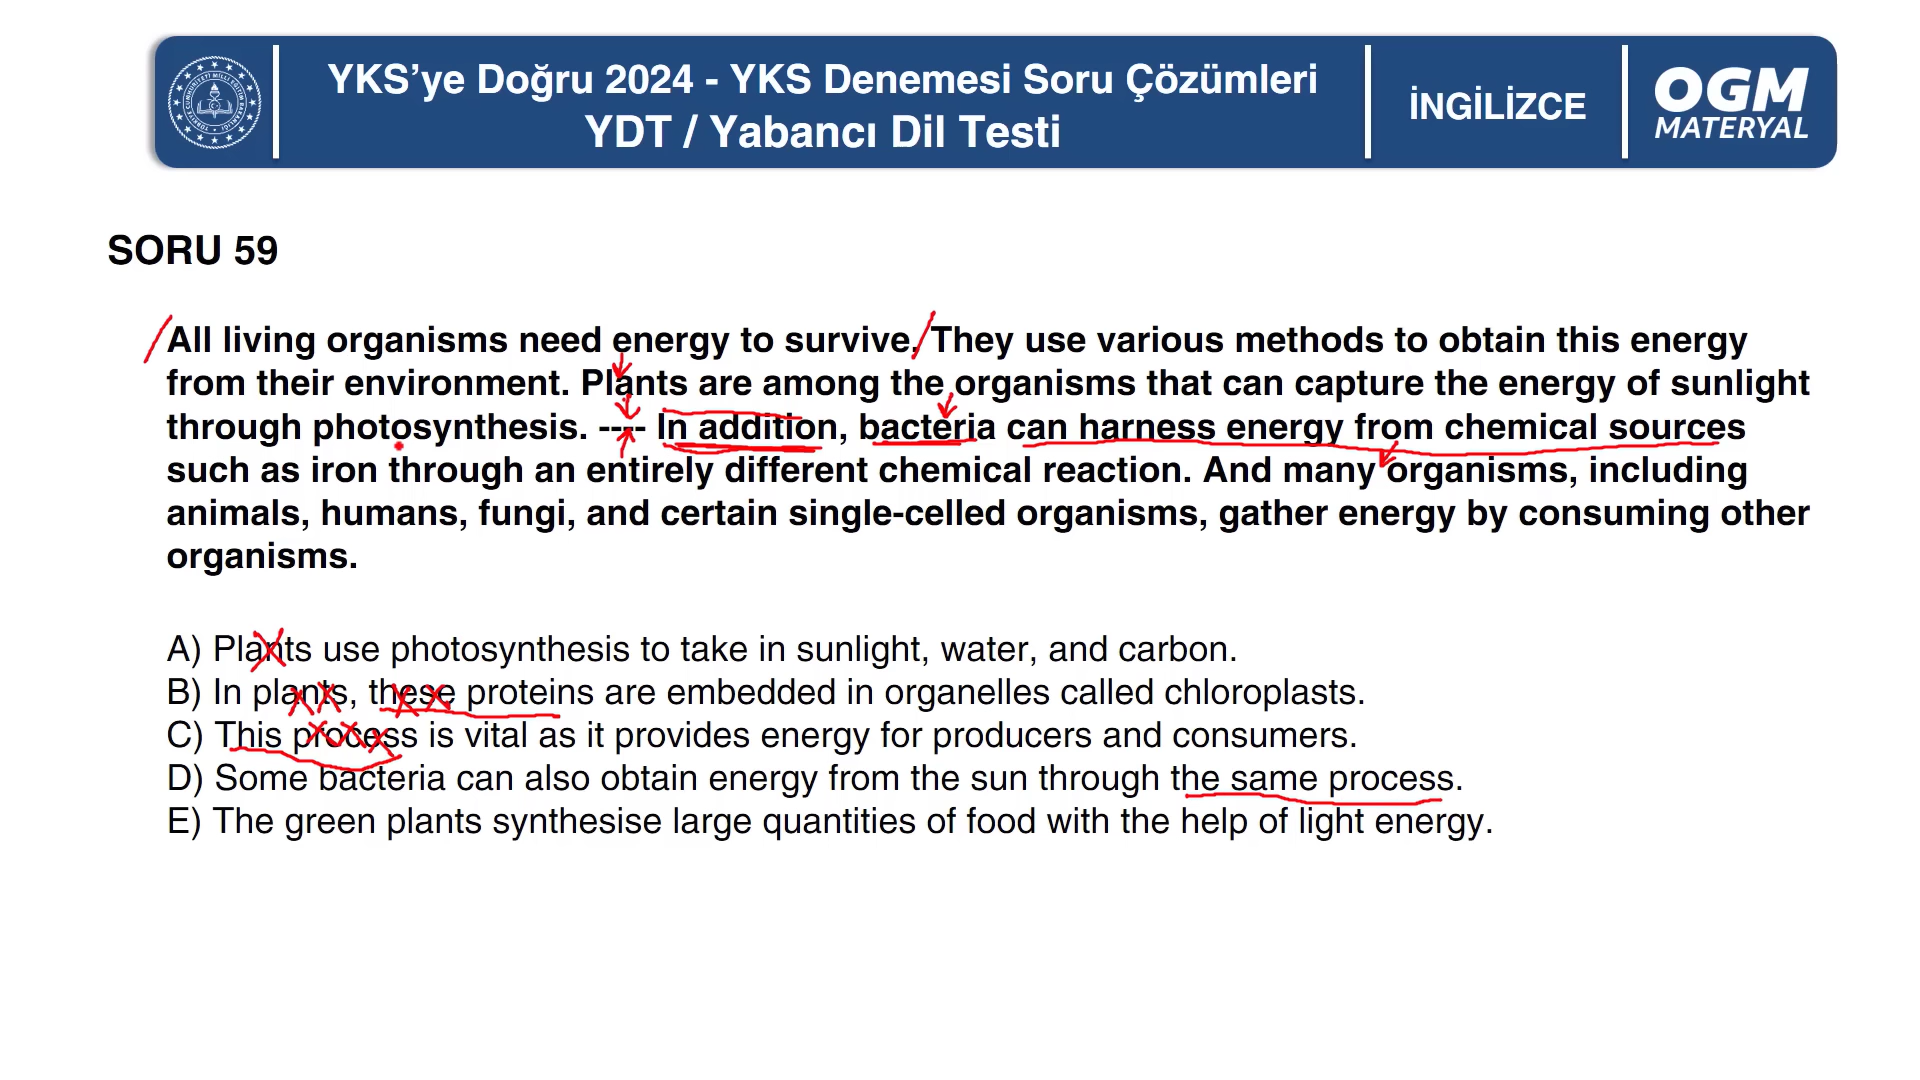 YKS’ye Doğru 2024 - YKS Denemesi Soru Çözümleri
YDT / Yabancı Dil Testi
İNGİLİZCE
OGM
MATERYAL
SORU 59
All living organisms need energy to survive. They use various methods to obtain this energy
from their environment. Plants are among the organisms that can capture the energy of sunlight
through photosynthesis. ---- In addition, bacteria can harness energy from chemical sources
such as iron through an entirely different chemical reaction. And many organisms, including
animals, humans, fungi, and certain single-celled organisms, gather energy by consuming other
organisms.
A) Plants use photosynthesis to take in sunlight, water, and carbon.
B) In plants, these proteins are embedded in organelles called chloroplasts.
C) This process is vital as it provides energy for producers and consumers.
D) Some bacteria can also obtain energy from the sun through the same process.
E) The green plants synthesise large quantities of food with the help of light energy.